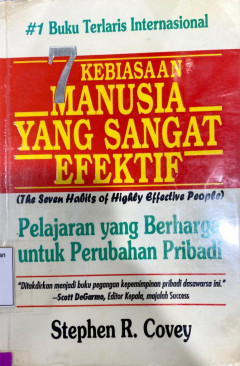 #1 Buku Terlaris Internasional
7 KEBIASAAN
MANUSIA
YANG SANGAT
EFEKTIF
(The Seven Habits of Highly Effective People)
Pelajaran yang Berharga
untuk Perubahan Pribadi
"Ditakdirkan menjadi buku pegangan kepemimpinan pribadi dasawarsa ini."
—Scott DeGarmo, Editor Kepala, majalah Success
Stephen R. Covey